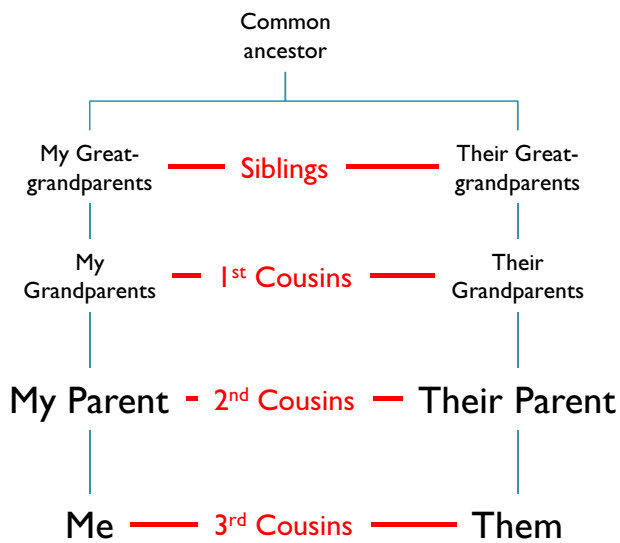 Common
ancestor
My Great-
grandparents
Siblings
Their Great-
grandparents
My
Grandparents
1st Cousins
Their
Grandparents
My Parent
2nd Cousins
Their Parent
Me
3rd Cousins
Them